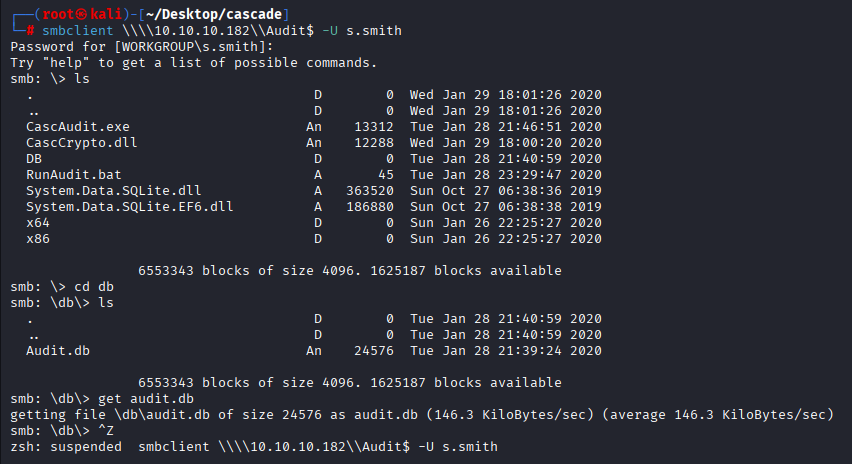 ┌──(root㉿kali)-[~/Desktop/cascade]
└─# smbclient \\\\10.10.10.182\\Audit$ -U s.smith
Password for [WORKGROUP\s.smith]:
Try "help" to get a list of possible commands.
smb: \> ls
  .                                   D        0  Wed Jan 29 18:01:26 2020
  ..                                  D        0  Wed Jan 29 18:01:26 2020
  CascAudit.exe                      An    13312  Tue Jan 28 21:46:51 2020
  CascCrypto.dll                     An    12288  Wed Jan 29 18:00:20 2020
  DB                                  D        0  Tue Jan 28 21:40:59 2020
  RunAudit.bat                        A       45  Tue Jan 28 23:29:47 2020
  System.Data.SQLite.dll              A   363520  Sun Oct 27 06:38:36 2019
  System.Data.SQLite.EF6.dll          A   186880  Sun Oct 27 06:38:38 2019
  x64                                 D        0  Sun Jan 26 22:25:27 2020
  x86                                 D        0  Sun Jan 26 22:25:27 2020
                6553343 blocks of size 4096. 1625187 blocks available
smb: \> cd db
smb: \db\> ls
  .                                   D        0  Tue Jan 28 21:40:59 2020
  ..                                  D        0  Tue Jan 28 21:40:59 2020
  Audit.db                           An    24576  Tue Jan 28 21:39:24 2020
                6553343 blocks of size 4096. 1625187 blocks available
smb: \db\> get audit.db
getting file \db\audit.db of size 24576 as audit.db (146.3 KiloBytes/sec) (average 146.3 KiloBytes/sec)
smb: \db\> ^Z
zsh: suspended  smbclient \\\\10.10.10.182\\Audit$ -U s.smith